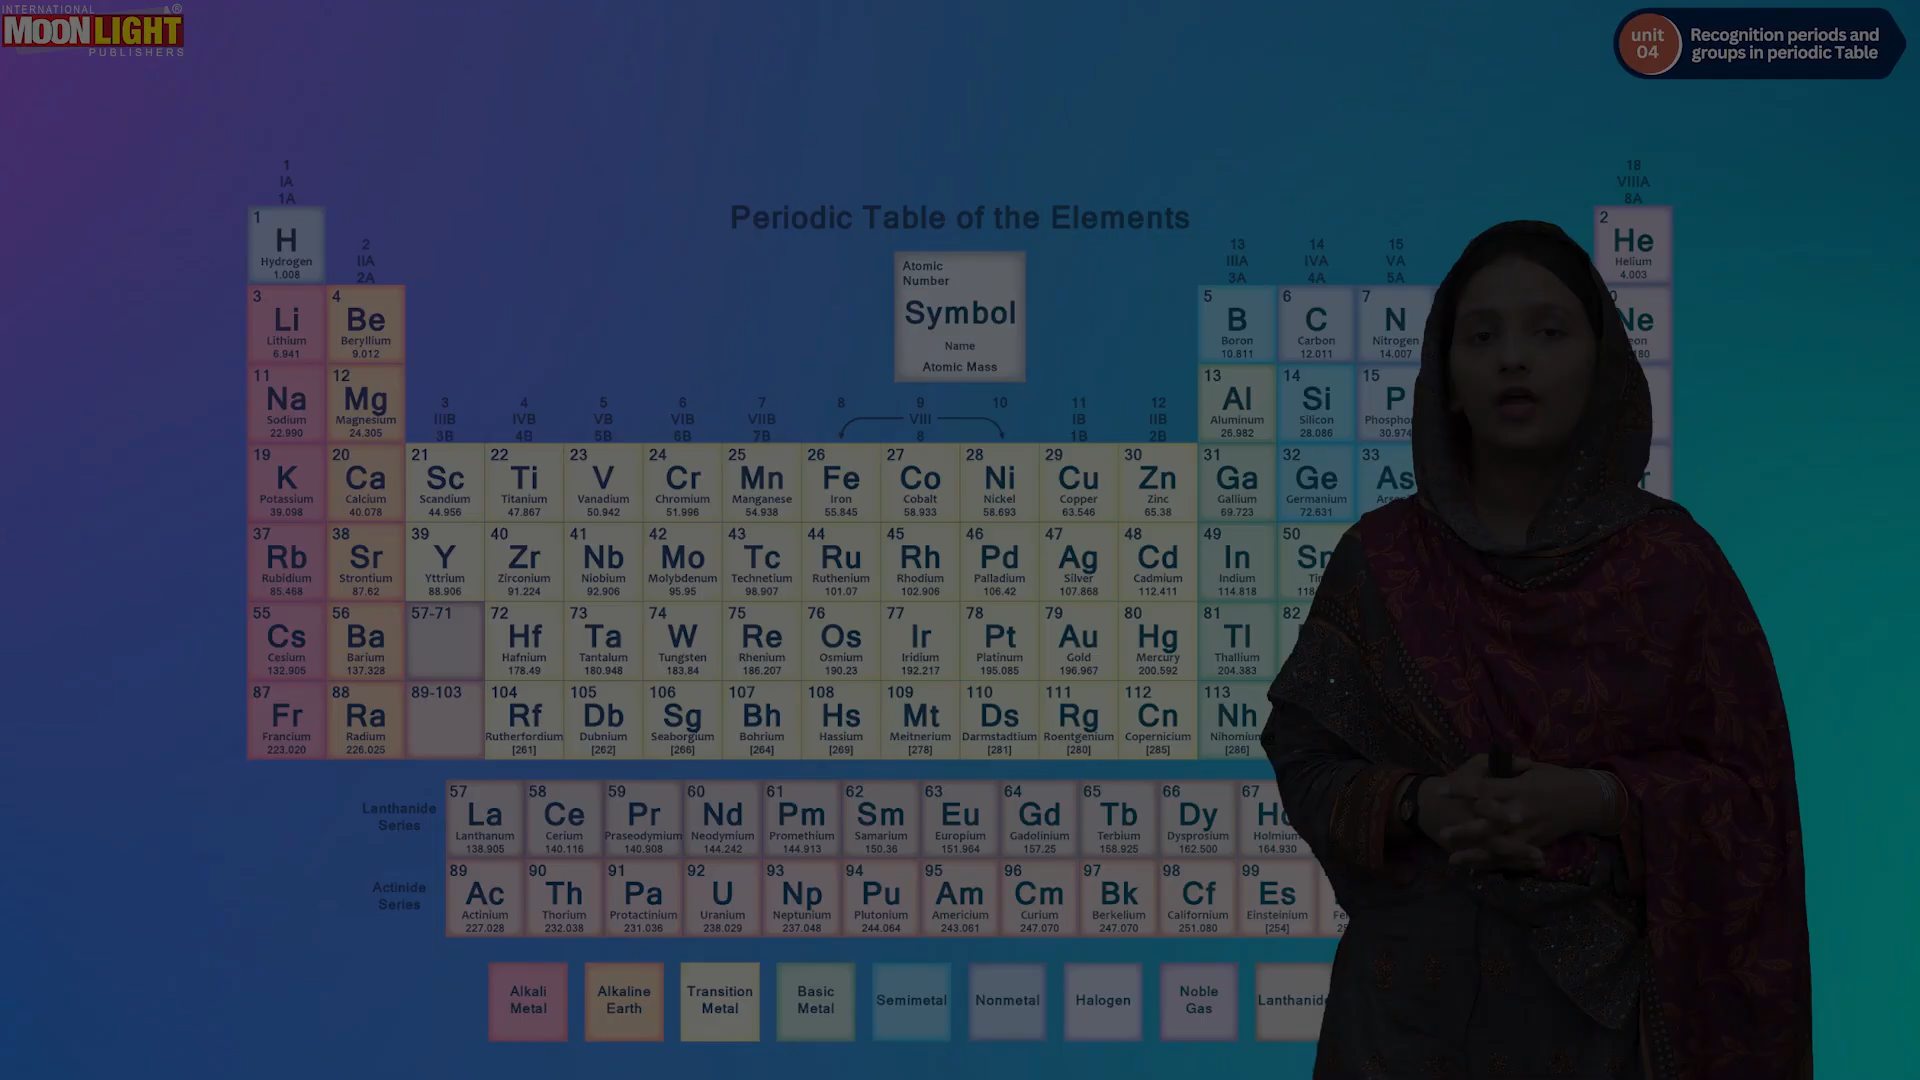 INTERNATIONAL
MOONLIGHT®
PUBLISHERS
unit
04
Recognition periods and
groups in periodic Table
1
IA
1A
18
VIIIA
8A
Periodic Table of the Elements
1
H
Hydrogen
1.008
2
IIA
2A
13
IIIA
3A
14
IVA
4A
15
VA
5A
2
He
Helium
4.003
Atomic
Number
Symbol
Name
Atomic Mass
3 4 5 6 7
Li Be B C N Ne
Lithium Beryllium Boron Carbon Nitrogen
6.941 9.012 10.811 12.011 14.007
11 12 13 14 15
Na Mg Al Si P
Sodium Magnesium Aluminum Silicon
22.990 24.305 26.982 28.086 30.974
3 4 5 6 7 8 9 10 11 12
IIIB IVB VB VIB VIIB VIII IB IIB
3B 4B 5B 6B 7B 8 1B 2B
19 20 21 22 23 24 25 26 27 28 29 30 31 32 33
K Ca Sc Ti V Cr Mn Fe Co Ni Cu Zn Ga Ge As
Potassium Calcium Scandium Titanium Vanadium Chromium Manganese Iron Cobalt Nickel Copper Zinc Gallium Germanium
39.098 40.078 44.956 47.867 50.942 51.996 54.938 55.845 58.933 58.693 63.546 65.38 69.723 72.631
37 38 39 40 41 42 43 44 45 46 47 48 49 50
Rb Sr Y Zr Nb Mo Tc Ru Rh Pd Ag Cd In Sn
Rubidium Strontium Yttrium Zirconium Niobium Molybdenum Technetium Ruthenium Rhodium Palladium Silver Cadmium Indium
85.468 87.62 88.906 91.224 92.906 95.95 98.907 101.07 102.906 106.42 107.868 112.411 114.818
55 56 57-71 72 73 74 75 76 77 78 79 80 81 82
Cs Ba Hf Ta W Re Os Ir Pt Au Hg Tl
Cesium Barium Hafnium Tantalum Tungsten Rhenium Osmium Iridium Platinum Gold Mercury Thallium
132.905 137.328 178.49 180.948 183.84 186.207 190.23 192.217 195.085 196.967 200.592 204.383
87 88 89-103 104 105 106 107 108 109 110 111 112 113
Fr Ra Rf Db Sg Bh Hs Mt Ds Rg Cn Nh
Francium Radium Rutherfordium Dubnium Seaborgium Bohrium Hassium Meitnerium Darmstadtium Roentgenium Copernicium Nihonium
223.020 226.025 [261] [262] [266] [264] [269] [278] [281] [280] [285] [286]
Lanthanide
Series
57 58 59 60 61 62 63 64 65 66 67
La Ce Pr Nd Pm Sm Eu Gd Tb Dy Ho
Lanthanum Cerium Praseodymium Neodymium Promethium Samarium Europium Gadolinium Terbium Dysprosium Holmium
138.905 140.116 140.908 144.242 144.913 150.36 151.964 157.25 158.925 162.500 164.930
Actinide
Series
89 90 91 92 93 94 95 96 97 98 99
Ac Th Pa U Np Pu Am Cm Bk Cf Es
Actinium Thorium Protactinium Uranium Neptunium Plutonium Americium Curium Berkelium Californium Einsteinium
227.028 232.038 231.036 238.029 237.048 244.064 243.061 247.070 247.070 251.080 [254]
Alkali
Metal
Alkaline
Earth
Transition
Metal
Basic
Metal
Semimetal
Nonmetal
Halogen
Noble
Gas
Lanthanide